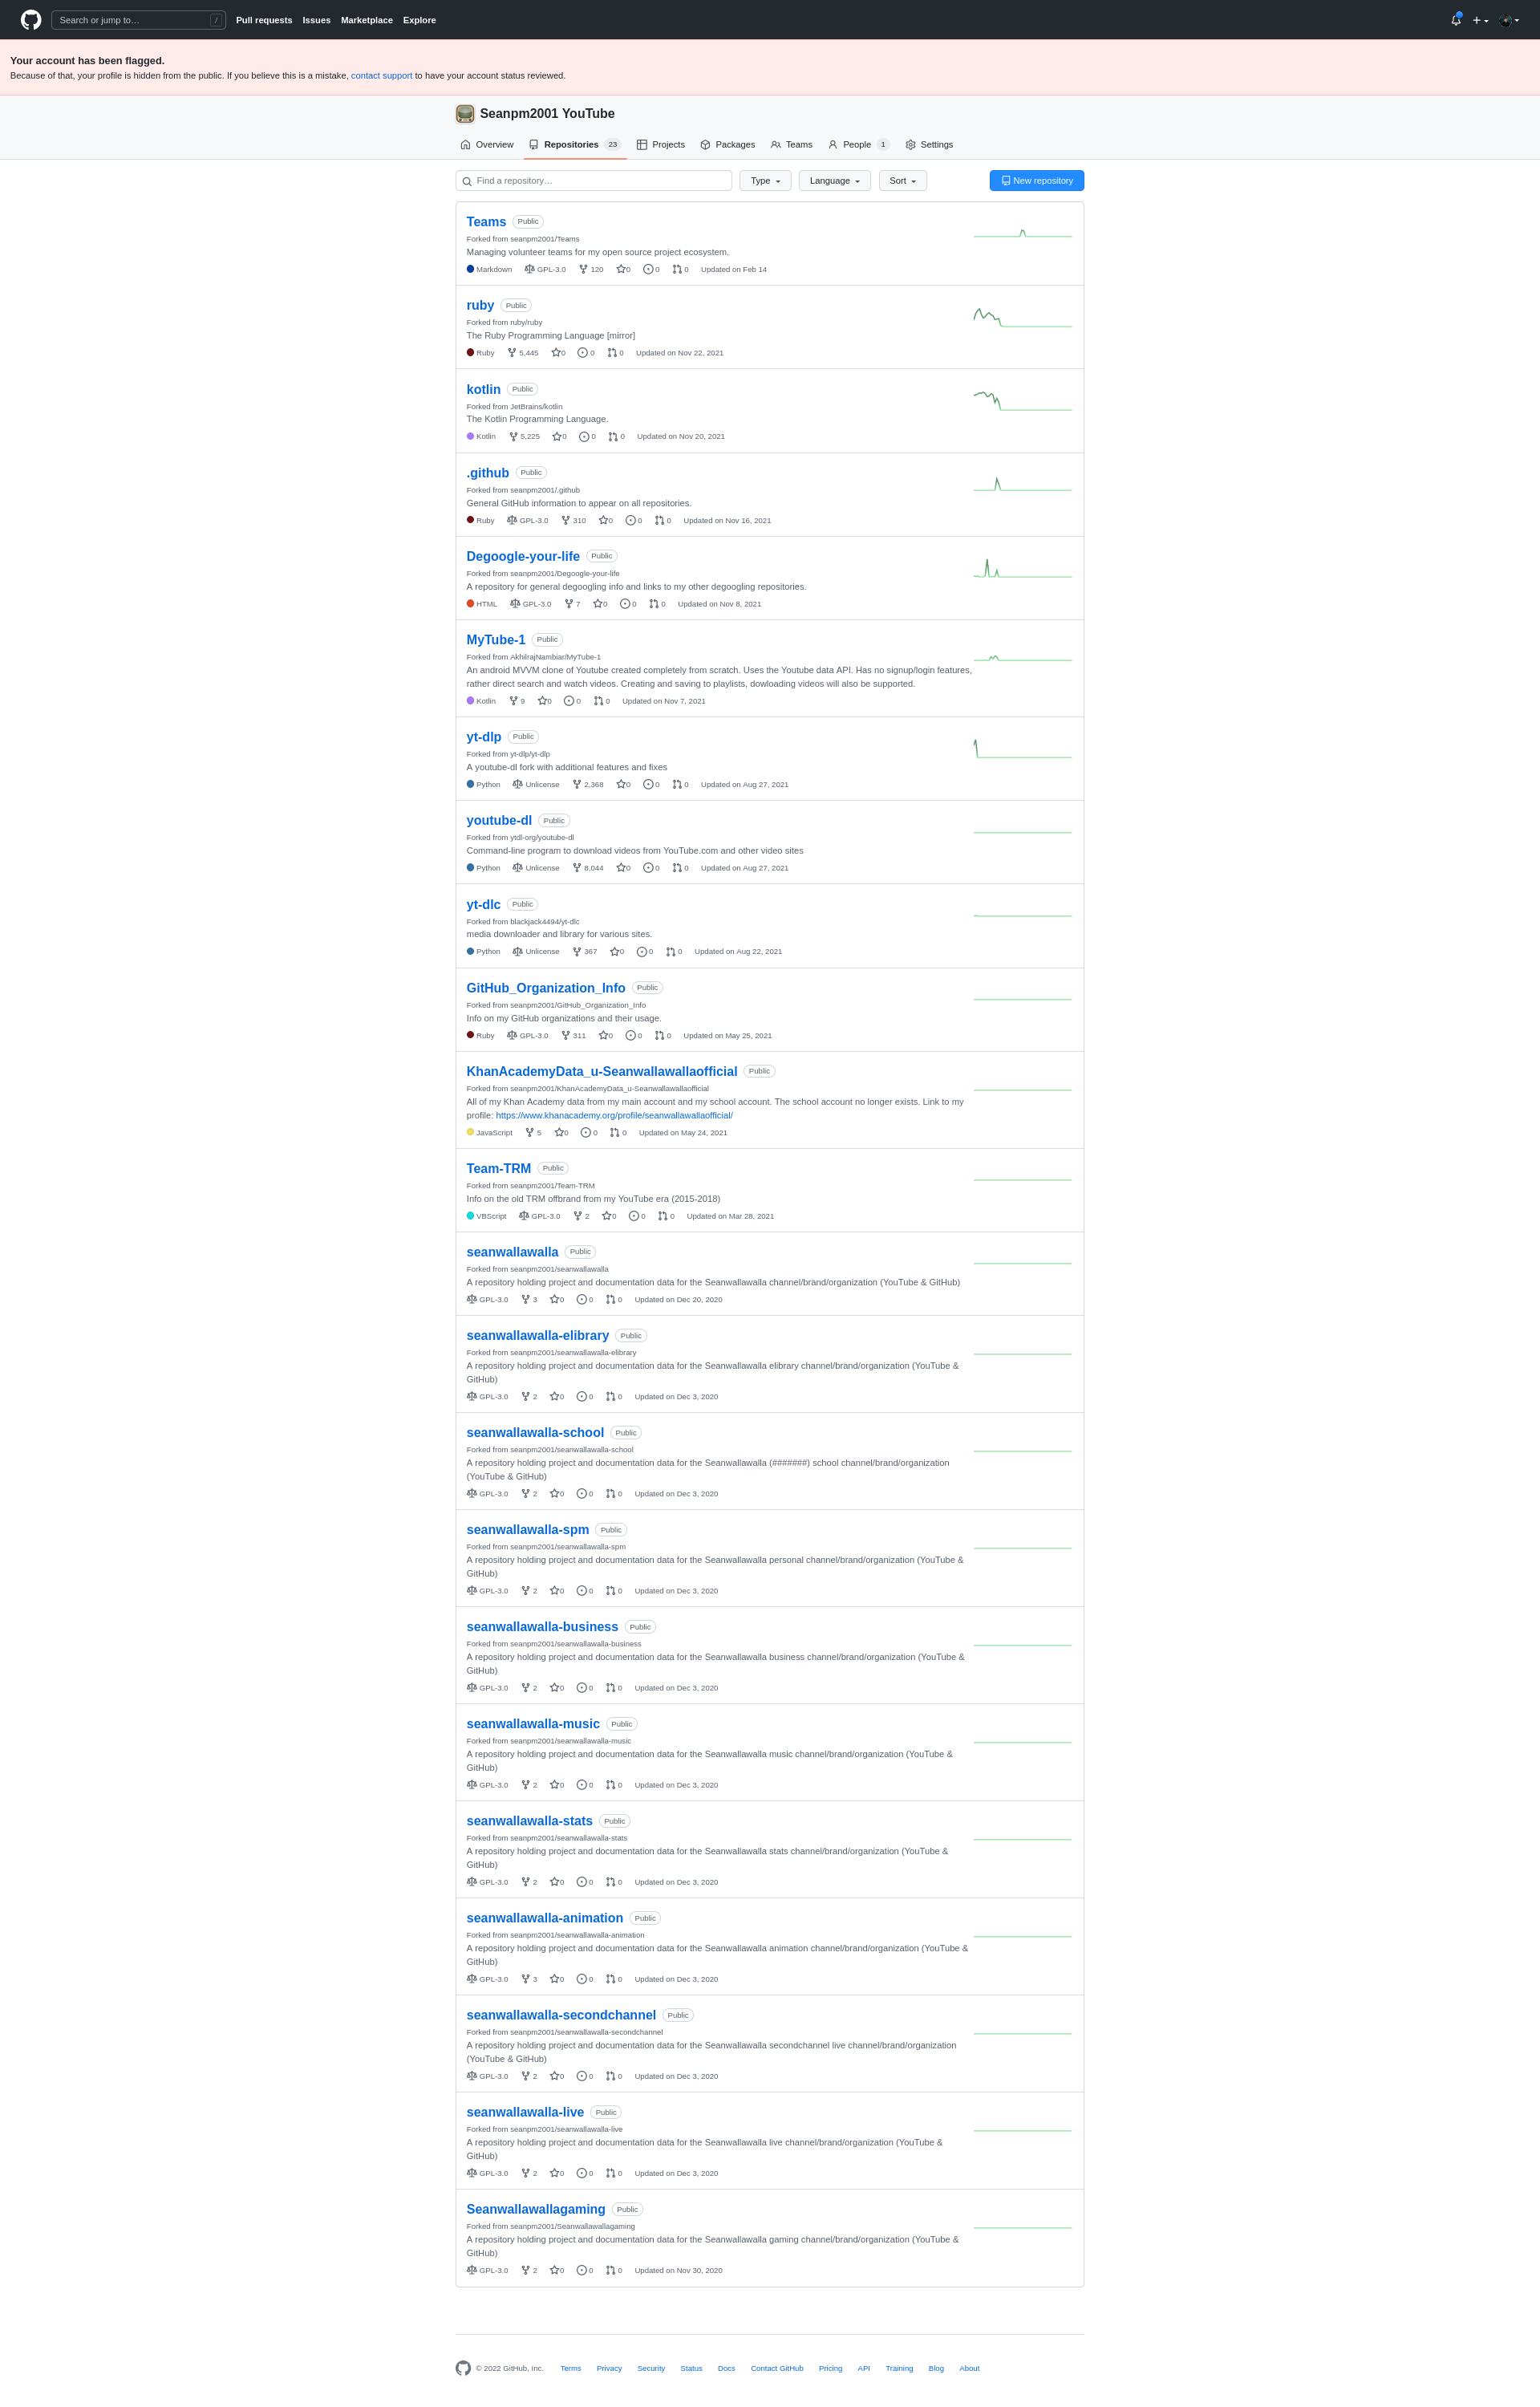 Search or jump to… / Pull requests Issues Marketplace Explore
Your account has been flagged.
Because of that, your profile is hidden from the public. If you believe this is a mistake, contact support to have your account status reviewed.
Seanpm2001 YouTube
Overview Repositories 23 Projects Packages Teams People 1 Settings
Find a repository… Type Language Sort New repository
Teams Public
Forked from seanpm2001/Teams
Managing volunteer teams for my open source project ecosystem.
Markdown GPL-3.0 120 0 0 0 Updated on Feb 14
ruby Public
Forked from ruby/ruby
The Ruby Programming Language [mirror]
Ruby 5,445 0 0 0 Updated on Nov 22, 2021
kotlin Public
Forked from JetBrains/kotlin
The Kotlin Programming Language.
Kotlin 5,225 0 0 0 Updated on Nov 20, 2021
.github Public
Forked from seanpm2001/.github
General GitHub information to appear on all repositories.
Ruby GPL-3.0 310 0 0 0 Updated on Nov 16, 2021
Degoogle-your-life Public
Forked from seanpm2001/Degoogle-your-life
A repository for general degoogling info and links to my other degoogling repositories.
HTML GPL-3.0 7 0 0 0 Updated on Nov 8, 2021
MyTube-1 Public
Forked from AkhilrajNambiar/MyTube-1
An android MVVM clone of Youtube created completely from scratch. Uses the Youtube data API. Has no signup/login features,
rather direct search and watch videos. Creating and saving to playlists, dowloading videos will also be supported.
Kotlin 9 0 0 0 Updated on Nov 7, 2021
yt-dlp Public
Forked from yt-dlp/yt-dlp
A youtube-dl fork with additional features and fixes
Python Unlicense 2,368 0 0 0 Updated on Aug 27, 2021
youtube-dl Public
Forked from ytdl-org/youtube-dl
Command-line program to download videos from YouTube.com and other video sites
Python Unlicense 8,044 0 0 0 Updated on Aug 27, 2021
yt-dlc Public
Forked from blackjack4494/yt-dlc
media downloader and library for various sites.
Python Unlicense 367 0 0 0 Updated on Aug 22, 2021
GitHub_Organization_Info Public
Forked from seanpm2001/GitHub_Organization_Info
Info on my GitHub organizations and their usage.
Ruby GPL-3.0 311 0 0 0 Updated on May 25, 2021
KhanAcademyData_u-Seanwallawallaofficial Public
Forked from seanpm2001/KhanAcademyData_u-Seanwallawallaofficial
All of my Khan Academy data from my main account and my school account. The school account no longer exists. Link to my
profile: https://www.khanacademy.org/profile/seanwallawallaofficial/
JavaScript 5 0 0 0 Updated on May 24, 2021
Team-TRM Public
Forked from seanpm2001/Team-TRM
Info on the old TRM offbrand from my YouTube era (2015-2018)
VBScript GPL-3.0 2 0 0 0 Updated on Mar 28, 2021
seanwallawalla Public
Forked from seanpm2001/seanwallawalla
A repository holding project and documentation data for the Seanwallawalla channel/brand/organization (YouTube & GitHub)
GPL-3.0 3 0 0 0 Updated on Dec 20, 2020
seanwallawalla-elibrary Public
Forked from seanpm2001/seanwallawalla-elibrary
A repository holding project and documentation data for the Seanwallawalla elibrary channel/brand/organization (YouTube &
GitHub)
GPL-3.0 2 0 0 0 Updated on Dec 3, 2020
seanwallawalla-school Public
Forked from seanpm2001/seanwallawalla-school
A repository holding project and documentation data for the Seanwallawalla (#######) school channel/brand/organization
(YouTube & GitHub)
GPL-3.0 2 0 0 0 Updated on Dec 3, 2020
seanwallawalla-spm Public
Forked from seanpm2001/seanwallawalla-spm
A repository holding project and documentation data for the Seanwallawalla personal channel/brand/organization (YouTube &
GitHub)
GPL-3.0 2 0 0 0 Updated on Dec 3, 2020
seanwallawalla-business Public
Forked from seanpm2001/seanwallawalla-business
A repository holding project and documentation data for the Seanwallawalla business channel/brand/organization (YouTube &
GitHub)
GPL-3.0 2 0 0 0 Updated on Dec 3, 2020
seanwallawalla-music Public
Forked from seanpm2001/seanwallawalla-music
A repository holding project and documentation data for the Seanwallawalla music channel/brand/organization (YouTube &
GitHub)
GPL-3.0 2 0 0 0 Updated on Dec 3, 2020
seanwallawalla-stats Public
Forked from seanpm2001/seanwallawalla-stats
A repository holding project and documentation data for the Seanwallawalla stats channel/brand/organization (YouTube &
GitHub)
GPL-3.0 2 0 0 0 Updated on Dec 3, 2020
seanwallawalla-animation Public
Forked from seanpm2001/seanwallawalla-animation
A repository holding project and documentation data for the Seanwallawalla animation channel/brand/organization (YouTube &
GitHub)
GPL-3.0 3 0 0 0 Updated on Dec 3, 2020
seanwallawalla-secondchannel Public
Forked from seanpm2001/seanwallawalla-secondchannel
A repository holding project and documentation data for the Seanwallawalla secondchannel live channel/brand/organization
(YouTube & GitHub)
GPL-3.0 2 0 0 0 Updated on Dec 3, 2020
seanwallawalla-live Public
Forked from seanpm2001/seanwallawalla-live
A repository holding project and documentation data for the Seanwallawalla live channel/brand/organization (YouTube &
GitHub)
GPL-3.0 2 0 0 0 Updated on Dec 3, 2020
Seanwallawallagaming Public
Forked from seanpm2001/Seanwallawallagaming
A repository holding project and documentation data for the Seanwallawalla gaming channel/brand/organization (YouTube &
GitHub)
GPL-3.0 2 0 0 0 Updated on Nov 30, 2020
© 2022 GitHub, Inc. Terms Privacy Security Status Docs Contact GitHub Pricing API Training Blog About